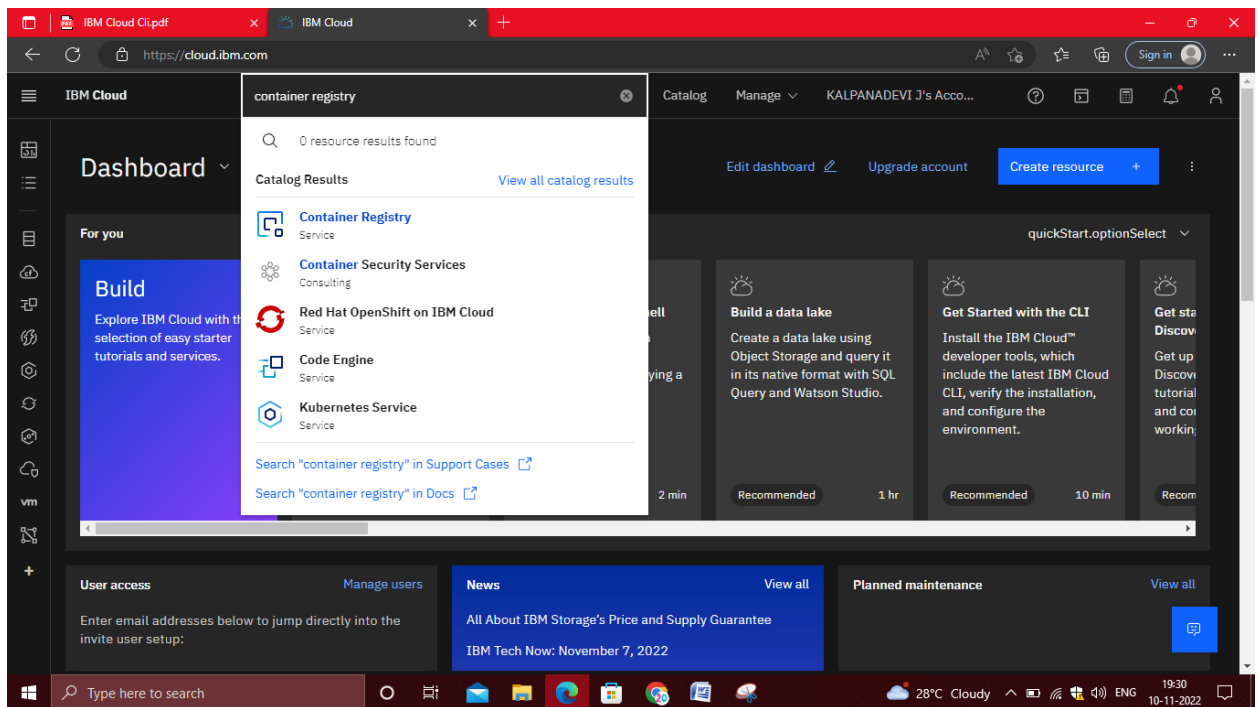 IBM Cloud Cli.pdf
IBM Cloud
https://cloud.ibm.com
Sign in
IBM Cloud
container registry
Catalog
Manage
KALPANADEVI J's Acco...
0 resource results found
Catalog Results
View all catalog results
Container Registry
Service
Container Security Services
Consulting
Red Hat OpenShift on IBM Cloud
Service
Code Engine
Service
Kubernetes Service
Service
Search "container registry" in Support Cases
Search "container registry" in Docs
Dashboard
Edit dashboard
Upgrade account
Create resource +
For you
quickStart.optionSelect
Build
Explore IBM Cloud with th
selection of easy starter
tutorials and services.
ell
ying a
2 min
Build a data lake
Create a data lake using
Object Storage and query it
in its native format with SQL
Query and Watson Studio.
Recommended
1 hr
Get Started with the CLI
Install the IBM Cloud™
developer tools, which
include the latest IBM Cloud
CLI, verify the installation,
and configure the
environment.
Recommended
10 min
Get sta
Discov
Get up
Discov
tutorial
and co
workin
Recom
vm
User access
Manage users
Enter email addresses below to jump directly into the
invite user setup:
News
View all
All About IBM Storage's Price and Supply Guarantee
IBM Tech Now: November 7, 2022
Planned maintenance
View all
Type here to search
28°C Cloudy
ENG
19:30
10-11-2022